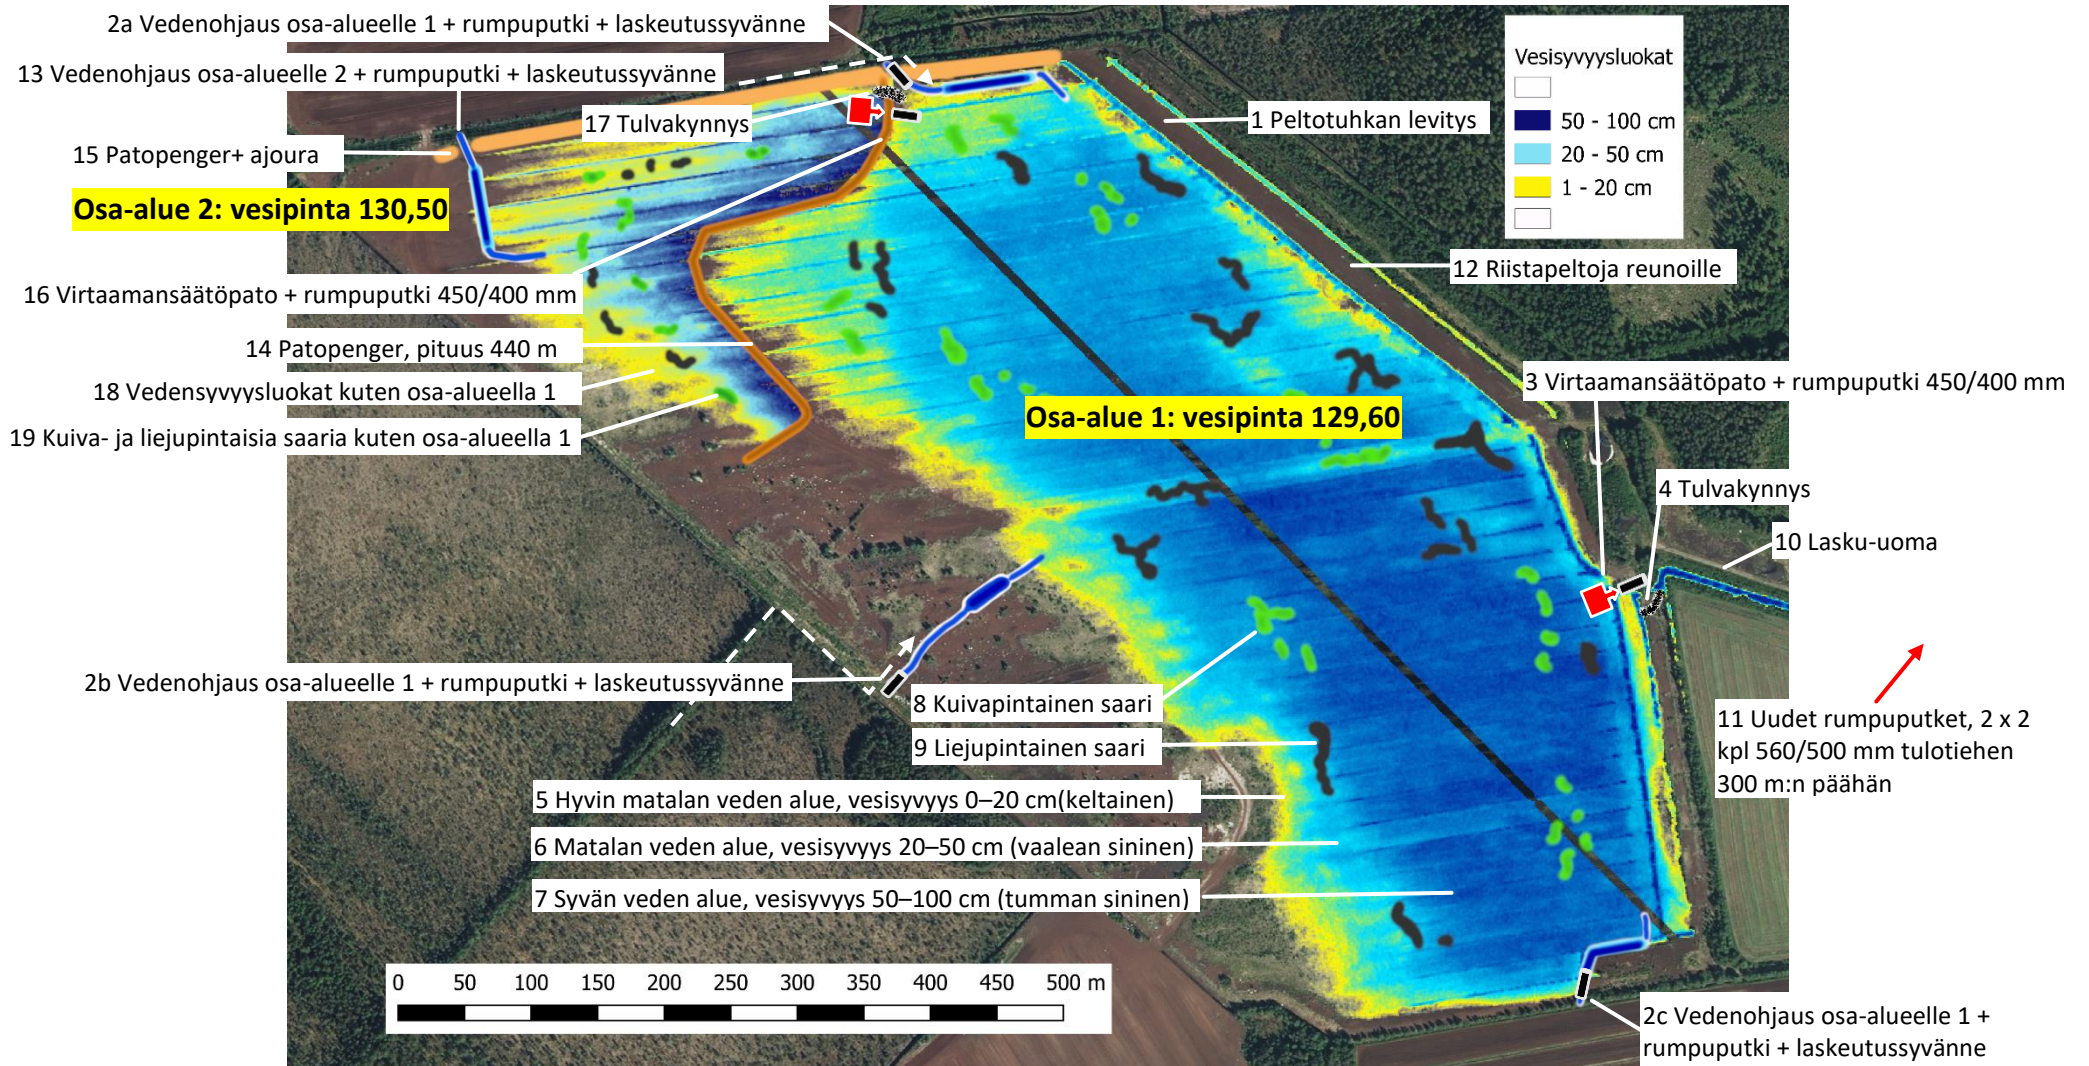 2a Vedenohjaus osa-alueelle 1 + rumpuputki + laskeutussyvänne
13 Vedenohjaus osa-alueelle 2 + rumpuputki + laskeutussyvänne
17 Tulvakynnys
15 Patopenger+ ajoura
Osa-alue 2: vesipinta 130,50
16 Virtaamansäätöpato + rumpuputki 450/400 mm
14 Patopenger, pituus 440 m
18 Vedensyvyysluokat kuten osa-alueella 1
19 Kuiva- ja liejupintaisia saaria kuten osa-alueella 1
Vesisyvyysluokat
50 - 100 cm
20 - 50 cm
1 - 20 cm
1 Peltotuhkan levitys
12 Riistapeltoja reunoille
3 Virtaamansäätöpato + rumpuputki 450/400 mm
Osa-alue 1: vesipinta 129,60
4 Tulvakynnys
10 Lasku-uoma
2b Vedenohjaus osa-alueelle 1 + rumpuputki + laskeutussyvänne
8 Kuivapintainen saari
9 Liejupintainen saari
11 Uudet rumpuputket, 2 x 2
kpl 560/500 mm tulotiehen
300 m:n päähän
5 Hyvin matalan veden alue, vesisyvyys 0–20 cm(keltainen)
6 Matalan veden alue, vesisyvyys 20–50 cm (vaalean sininen)
7 Syvän veden alue, vesisyvyys 50–100 cm (tumman sininen)
0 50 100 150 200 250 300 350 400 450 500 m
2c Vedenohjaus osa-alueelle 1 +
rumpuputki + laskeutussyvänne